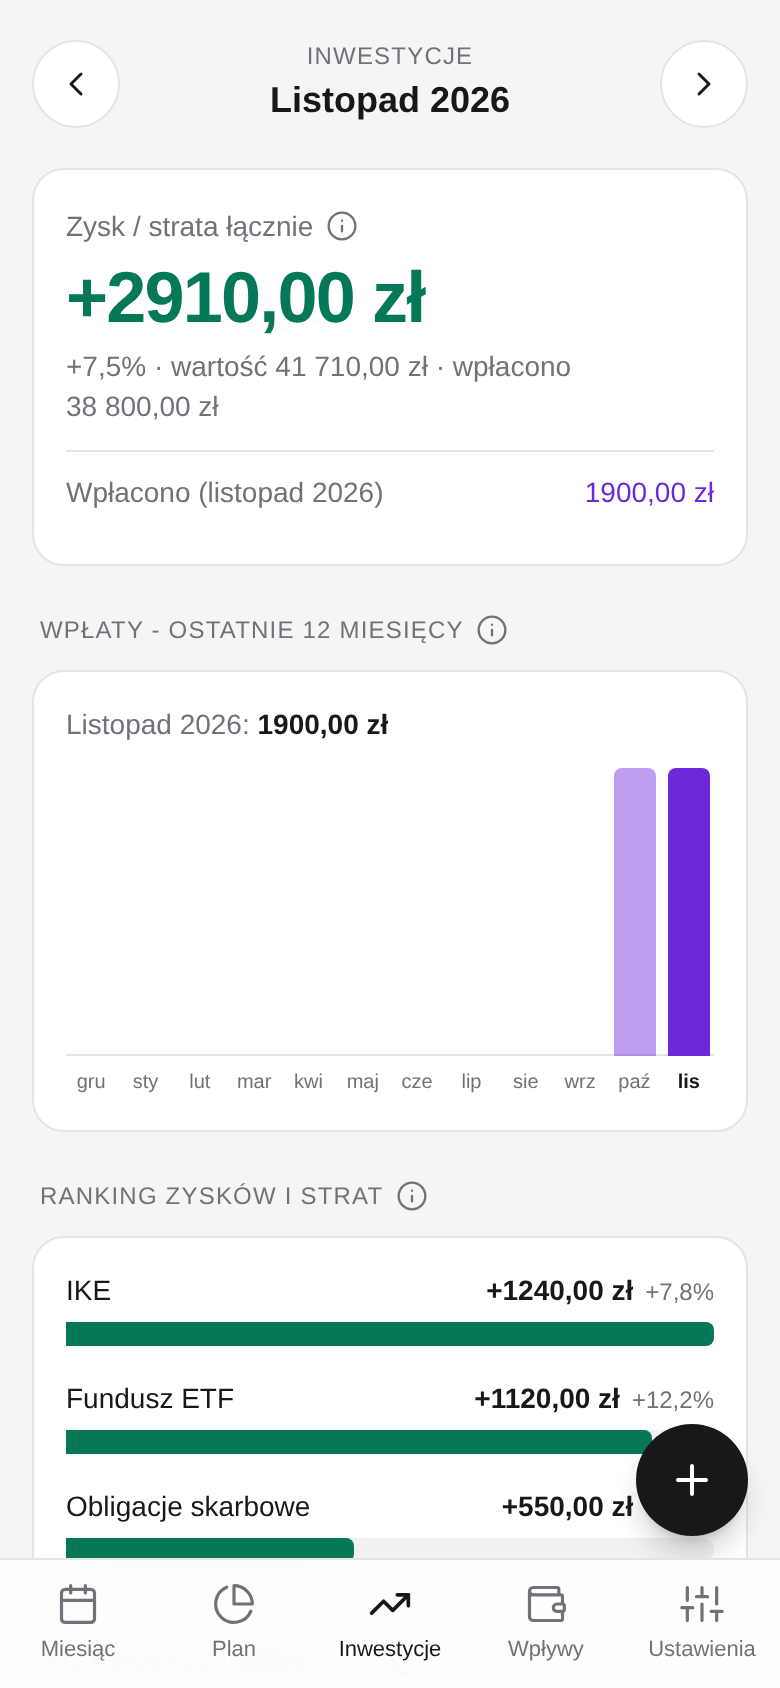 INWESTYCJE
Listopad 2026
Zysk / strata łącznie
+2910,00 zł
+7,5% · wartość 41 710,00 zł · wpłacono
38 800,00 zł
Wpłacono (listopad 2026) 1900,00 zł
WPŁATY - OSTATNIE 12 MIESIĘCY
Listopad 2026: 1900,00 zł
gru sty lut mar kwi maj cze lip sie wrz paź lis
RANKING ZYSKÓW I STRAT
IKE +1240,00 zł +7,8%
Fundusz ETF +1120,00 zł +12,2%
Obligacje skarbowe +550,00 zł
Miesiąc Plan Inwestycje Wpływy Ustawienia